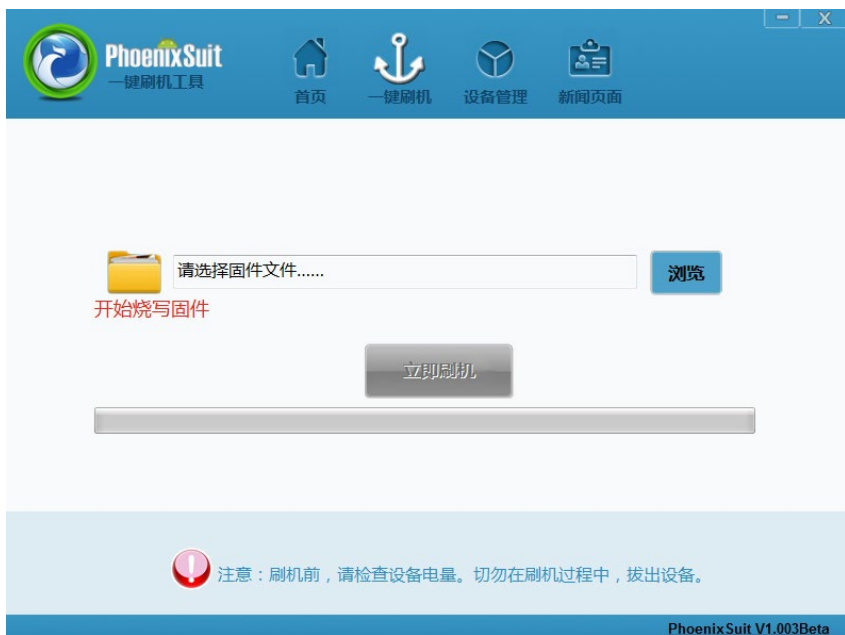 PhoenixSuit
一键刷机工具
首页 一键刷机 设备管理 新闻页面
请选择固件文件...... 浏览
开始烧写固件
立即刷机
注意：刷机前，请检查设备电量。切勿在刷机过程中，拔出设备。
PhoenixSuit V1.003Beta